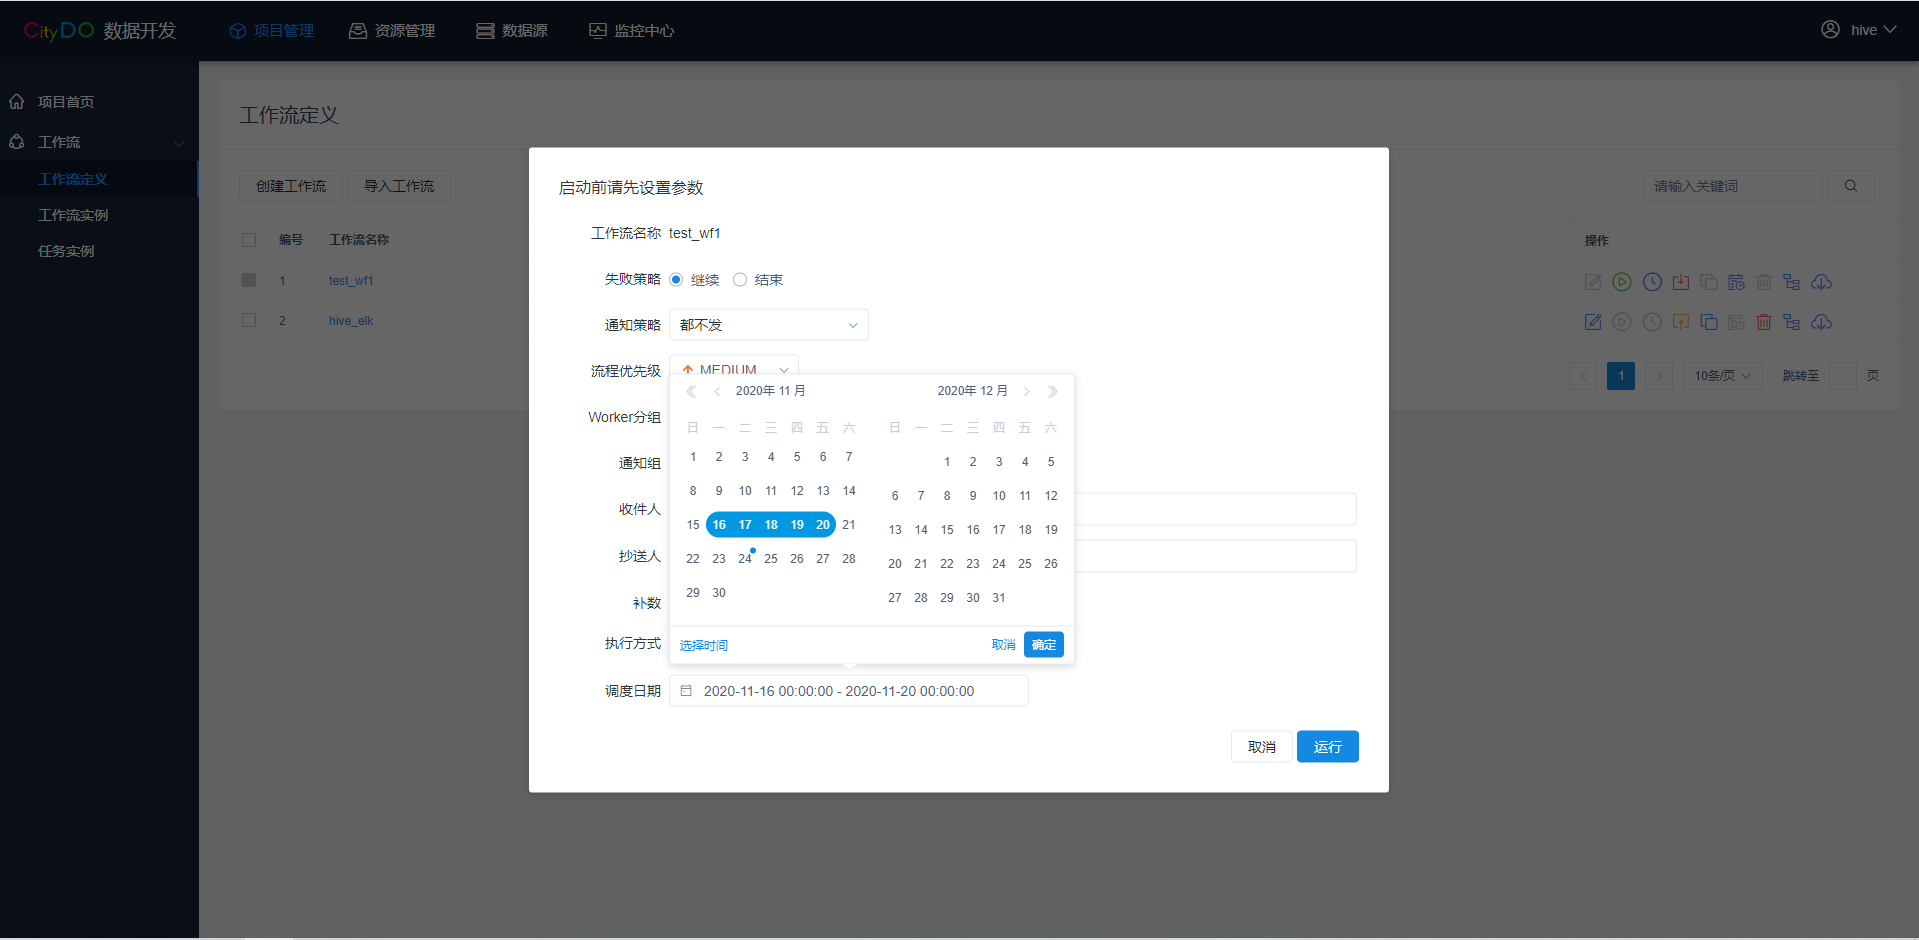 CityDO 数据开发 项目管理 资源管理 数据源 监控中心 hive
项目首页
工作流
工作流定义
工作流实例
任务实例
工作流定义
创建工作流 导入工作流 请输入关键词
编号 工作流名称 操作
1 test_wf1
2 hive_elk
1 10条/页 跳转至 页
启动前请先设置参数
工作流名称 test_wf1
失败策略 继续 结束
通知策略 都不发
流程优先级 MEDIUM
Worker分组
通知组
收件人
抄送人
补数
执行方式
2020年 11 月 2020年 12 月
日 一 二 三 四 五 六 日 一 二 三 四 五 六
1 2 3 4 5 6 7 1 2 3 4 5
8 9 10 11 12 13 14 6 7 8 9 10 11 12
15 16 17 18 19 20 21 13 14 15 16 17 18 19
22 23 24 25 26 27 28 20 21 22 23 24 25 26
29 30 27 28 29 30 31
选择时间 取消 确定
调度日期 2020-11-16 00:00:00 - 2020-11-20 00:00:00
取消 运行